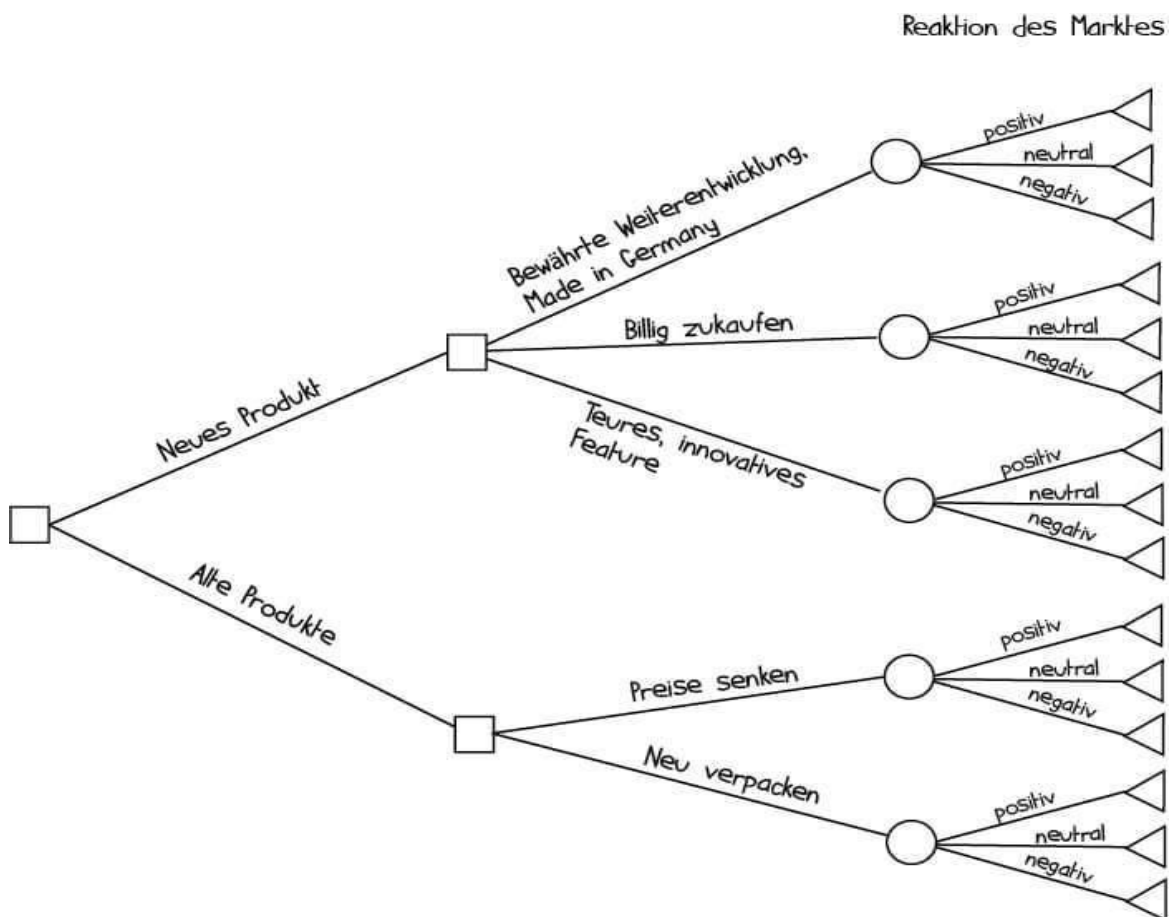 Reaktion des Marktes
positiv
neutral
negativ
Bewährte Weiterentwicklung,
Made in Germany
positiv
neutral
negativ
Billig zukaufen
Neues Produkt
Teures, innovatives
Feature
positiv
neutral
negativ
Alte Produkte
positiv
neutral
negativ
Preise senken
Neu verpacken
positiv
neutral
negativ